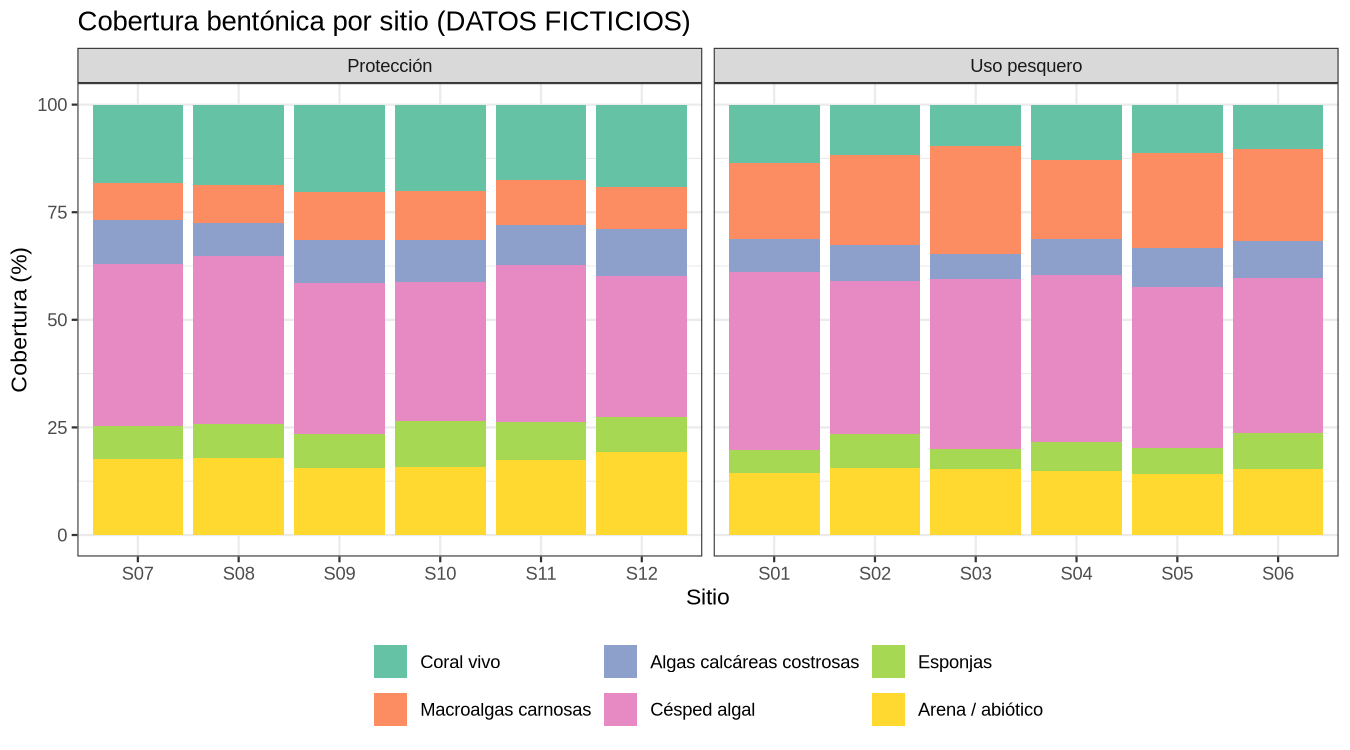 Cobertura bentónica por sitio (DATOS FICTICIOS)
Protección
Uso pesquero
Cobertura (%)
100
75
50
25
0
S07 S08 S09 S10 S11 S12 S01 S02 S03 S04 S05 S06
Sitio
Coral vivo Algas calcáreas costrosas Esponjas
Macroalgas carnosas Césped algal Arena / abiótico